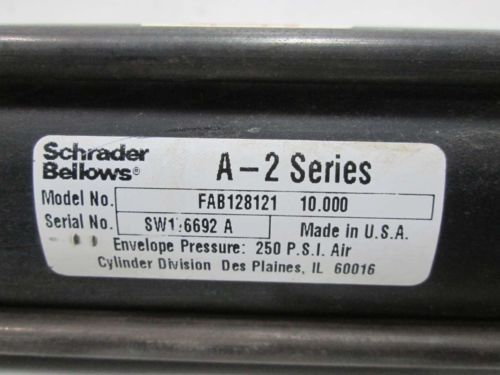 Schrader Bellows® A-2 Series
Model No. FAB128121 10.000
Serial No. SW1 6692 A Made in U.S.A.
Envelope Pressure: 250 P.S.I. Air
Cylinder Division Des Plaines, IL 60016